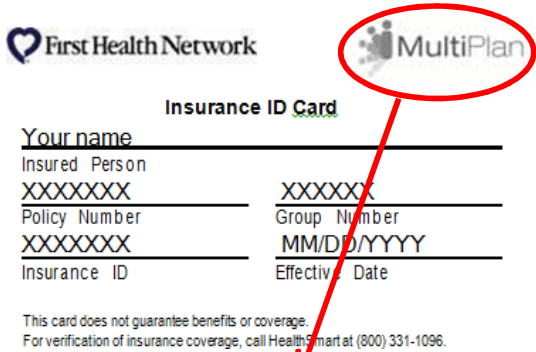 First Health Network
MultiPlan
Insurance ID Card
Your name
Insured Person
XXXXXXX XXXXXX
Policy Number Group Number
XXXXXXX MM/DD/YYYY
Insurance ID Effective Date
This card does not guarantee benefits or coverage.
For verification of insurance coverage, call HealthSmart at (800) 331-1096.